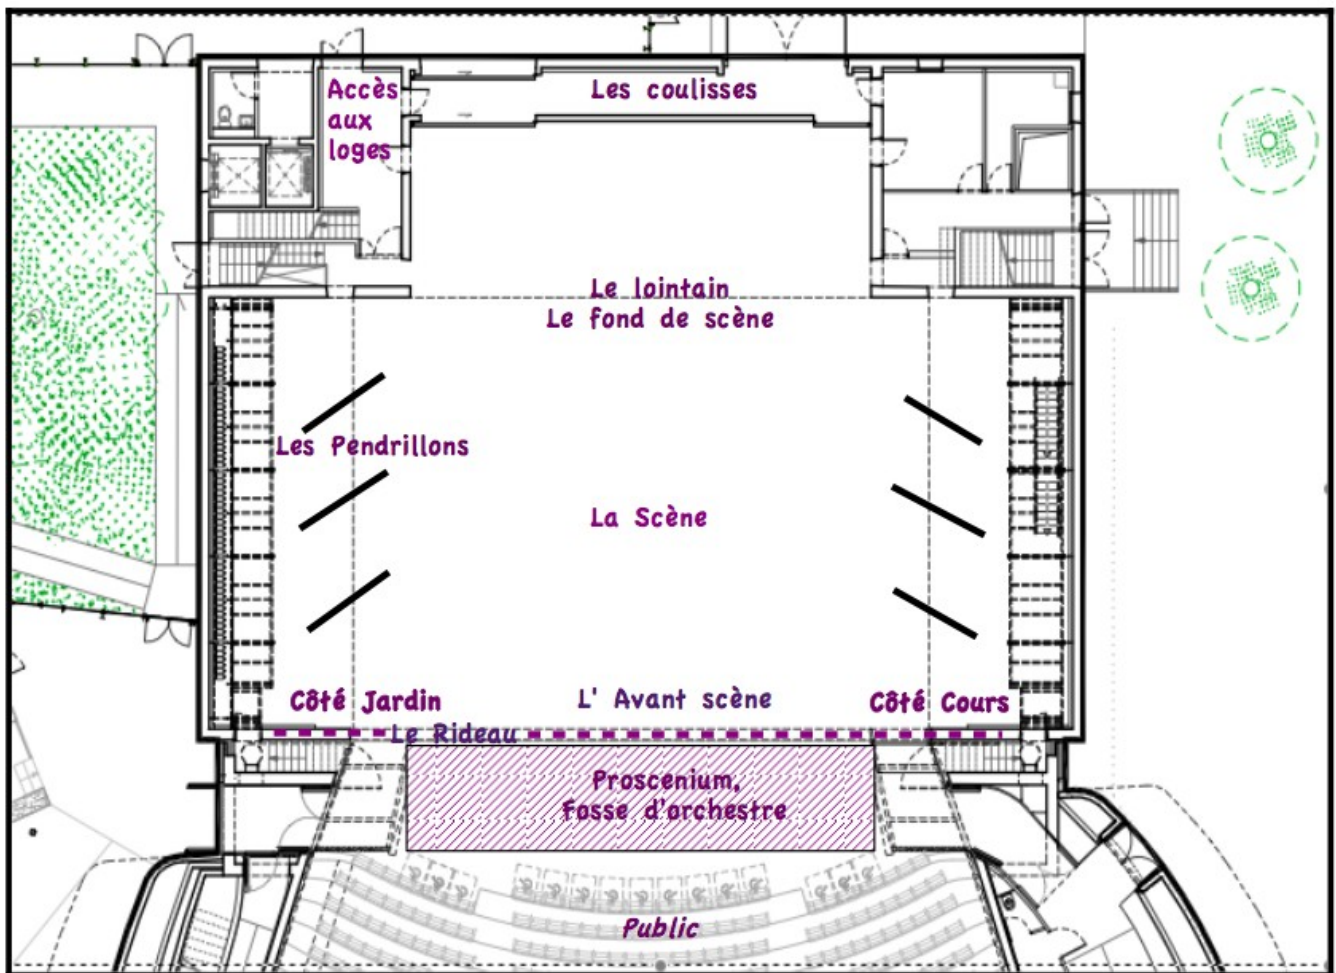 Accès
aux
loges
Les coulisses
Le lointain
Le fond de scène
Les Pendrillons
La Scène
Côté Jardin
L' Avant scène
Côté Cours
Le Rideau
Proscenium,
Fosse d'orchestre
Public